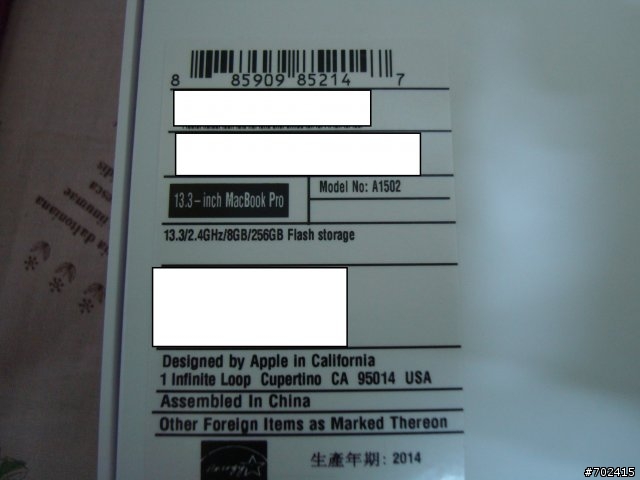 8 85909 85214 7
13.3-inch MacBook Pro
Model No: A1502
13.3/2.4GHz/8GB/256GB Flash storage
Designed by Apple in California
1 Infinite Loop Cupertino CA 95014 USA
Assembled In China
Other Foreign Items as Marked Thereon
生產年期: 2014
#702415